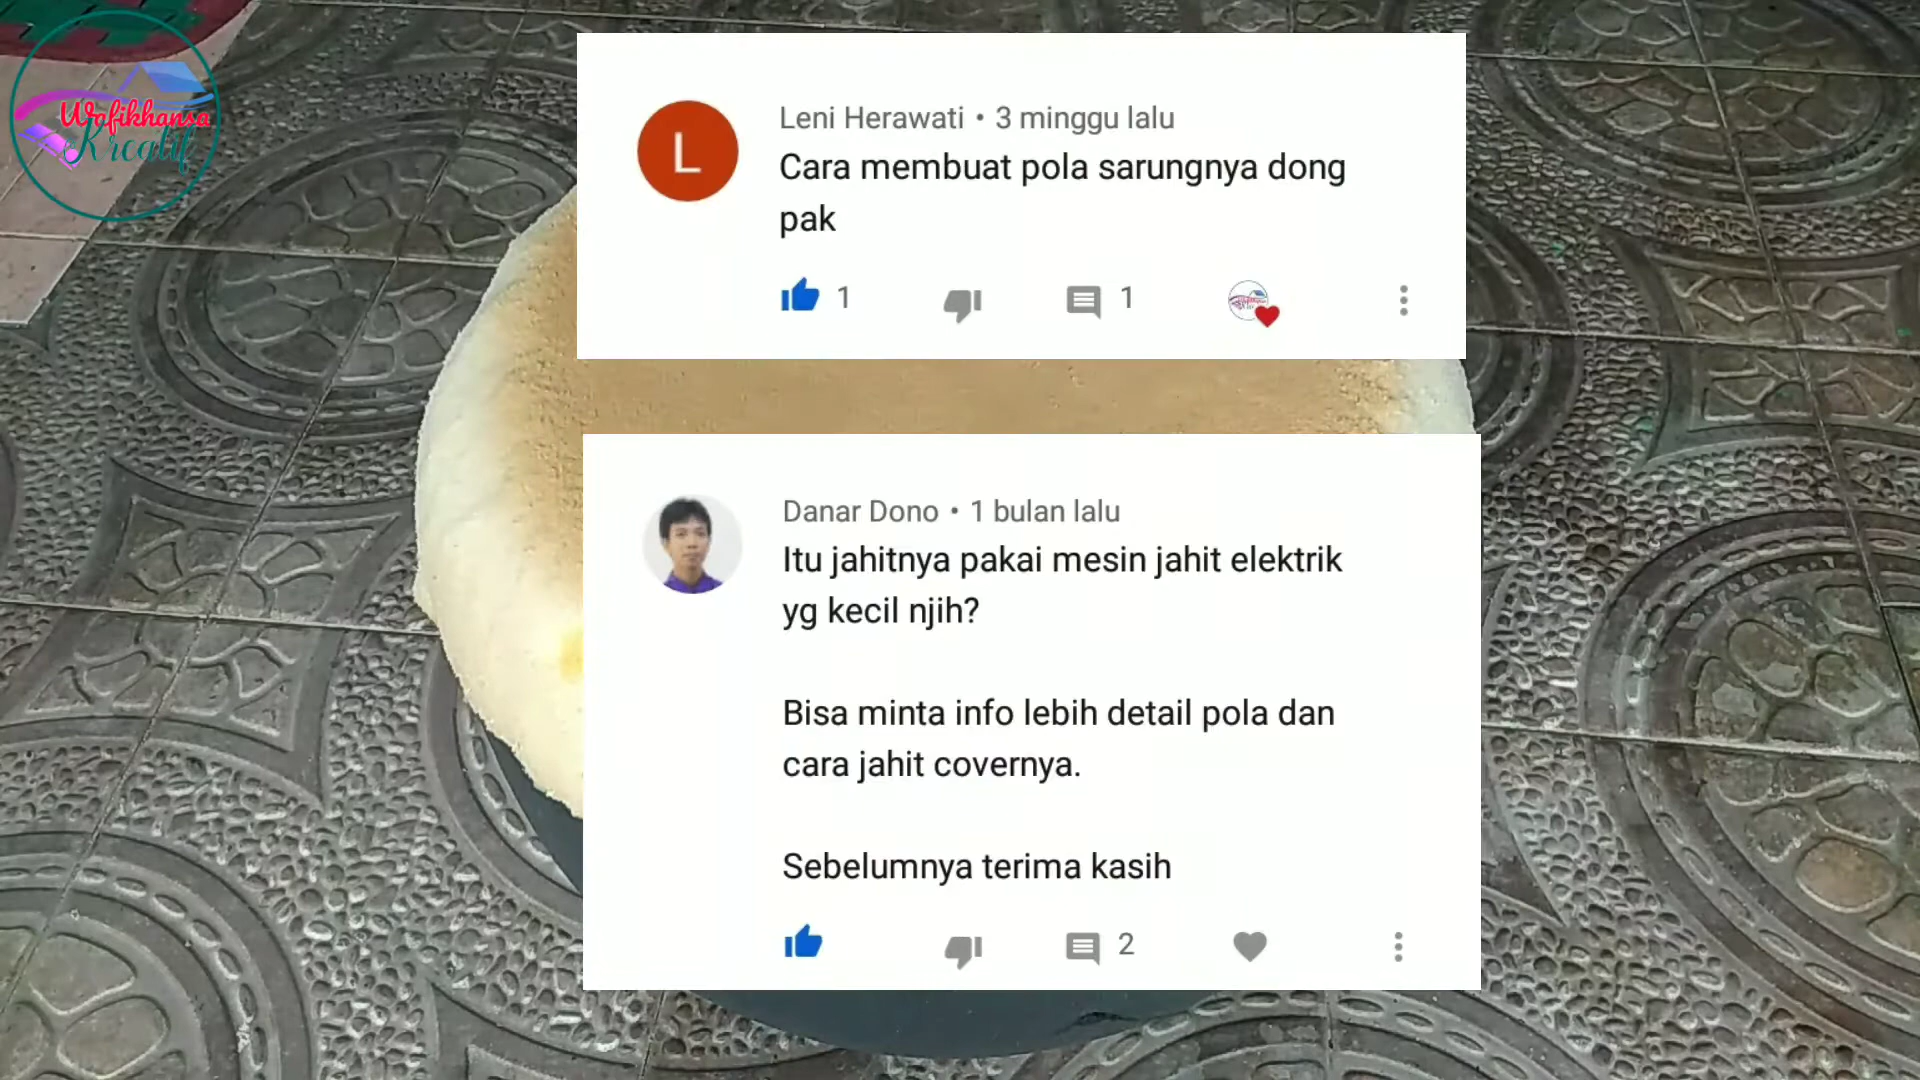 Wafikhansa
Kreatif
L
Leni Herawati • 3 minggu lalu
Cara membuat pola sarungnya dong
pak
1
1
Danar Dono • 1 bulan lalu
Itu jahitnya pakai mesin jahit elektrik
yg kecil njih?
Bisa minta info lebih detail pola dan
cara jahit covernya.
Sebelumnya terima kasih
2